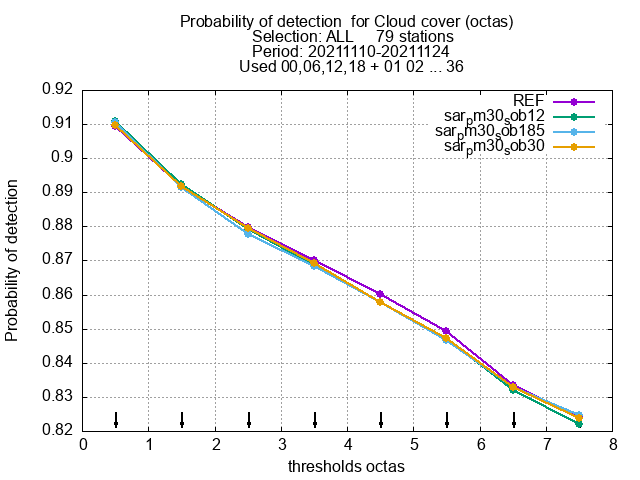 Probability of detection  for Cloud cover (octas)
Selection: ALL     79 stations
Period: 20211110-20211124
Used 00,06,12,18 + 01 02 ... 36
REF
sarpm30sob12
sarpm30sob185
sarpm30sob30
Probability of detection
0.92
0.91
0.9
0.89
0.88
0.87
0.86
0.85
0.84
0.83
0.82
0 1 2 3 4 5 6 7 8
thresholds octas